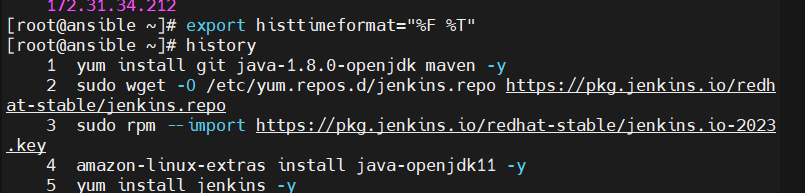 172.31.34.212
[root@ansible ~]# export histtimeformat="%F %T"
[root@ansible ~]# history
1 yum install git java-1.8.0-openjdk maven -y
2 sudo wget -O /etc/yum.repos.d/jenkins.repo https://pkg.jenkins.io/redh
at-stable/jenkins.repo
3 sudo rpm --import https://pkg.jenkins.io/redhat-stable/jenkins.io-2023
.key
4 amazon-linux-extras install java-openjdk11 -y
5 yum install jenkins -y